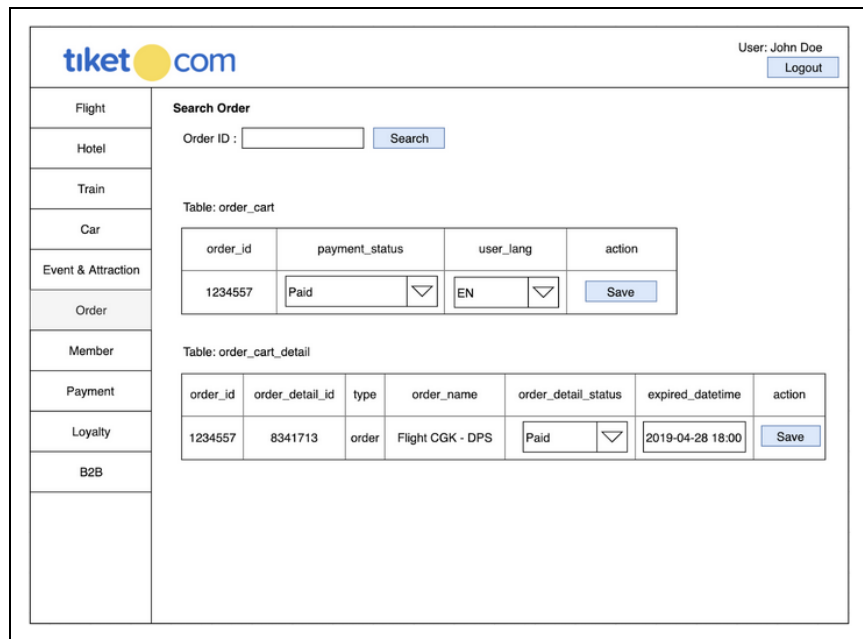 tiket com
User: John Doe
Logout
Flight
Hotel
Train
Car
Event & Attraction
Order
Member
Payment
Loyalty
B2B
Search Order
Order ID :
Search
Table: order_cart
order_id payment_status user_lang action
1234557 Paid EN Save
Table: order_cart_detail
order_id order_detail_id type order_name order_detail_status expired_datetime action
1234557 8341713 order Flight CGK - DPS Paid 2019-04-28 18:00 Save